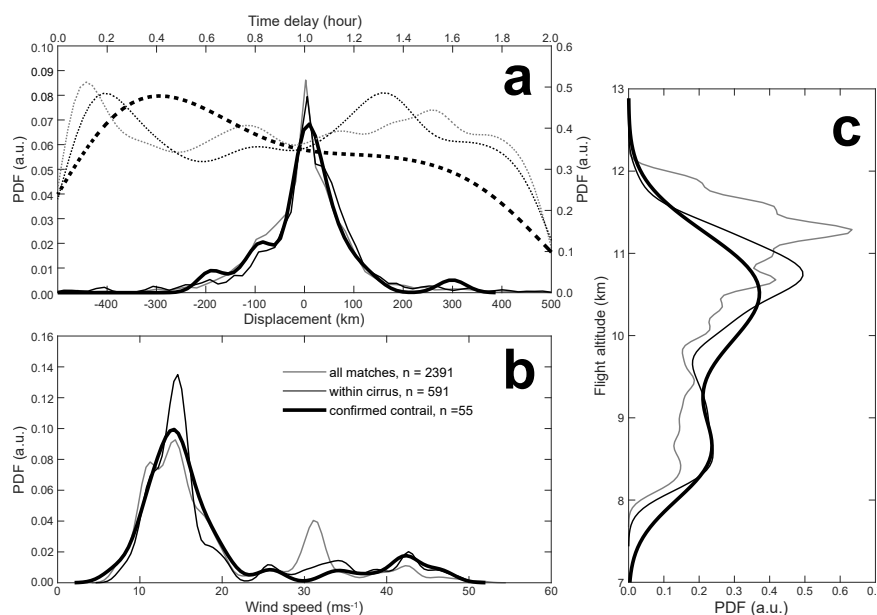 Time delay (hour)
0.0 0.2 0.4 0.6 0.8 1.0 1.2 1.4 1.6 1.8 2.0
0.10
0.09
0.08
0.07
0.06
0.05
0.04
0.03
0.02
0.01
0.00
PDF (a.u.)
a
0.6
0.5
0.4
0.3
0.2
0.1
0.0
PDF (a.u.)
-400 -300 -200 -100 0 100 200 300 400 500
Displacement (km)
0.16
0.14
0.12
0.10
0.08
0.06
0.04
0.02
0.00
PDF (a.u.)
b
all matches, n = 2391
within cirrus, n = 591
confirmed contrail, n =55
0 10 20 30 40 50 60
Wind speed (ms-1)
13
12
11
10
9
8
7
Flight altitude (km)
c
0.0 0.1 0.2 0.3 0.4 0.5 0.6 0.7
PDF (a.u.)